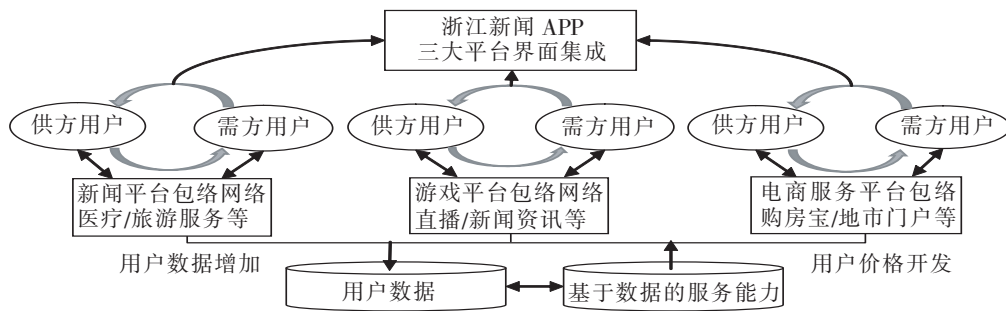 浙江新闻 APP
三大平台界面集成
供方用户
需方用户
供方用户
需方用户
供方用户
需方用户
新闻平台包络网络
医疗/旅游服务等
游戏平台包络网络
直播/新闻资讯等
电商服务平台包络
购房宝/地市门户等
用户数据增加
用户价格开发
用户数据
基于数据的服务能力